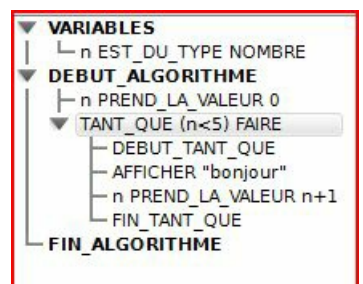 VARIABLES
n EST_DU_TYPE NOMBRE
DEBUT_ALGORITHME
n PREND_LA_VALEUR 0
TANT_QUE (n<5) FAIRE
DEBUT_TANT_QUE
AFFICHER "bonjour"
n PREND_LA_VALEUR n+1
FIN_TANT_QUE
FIN_ALGORITHME